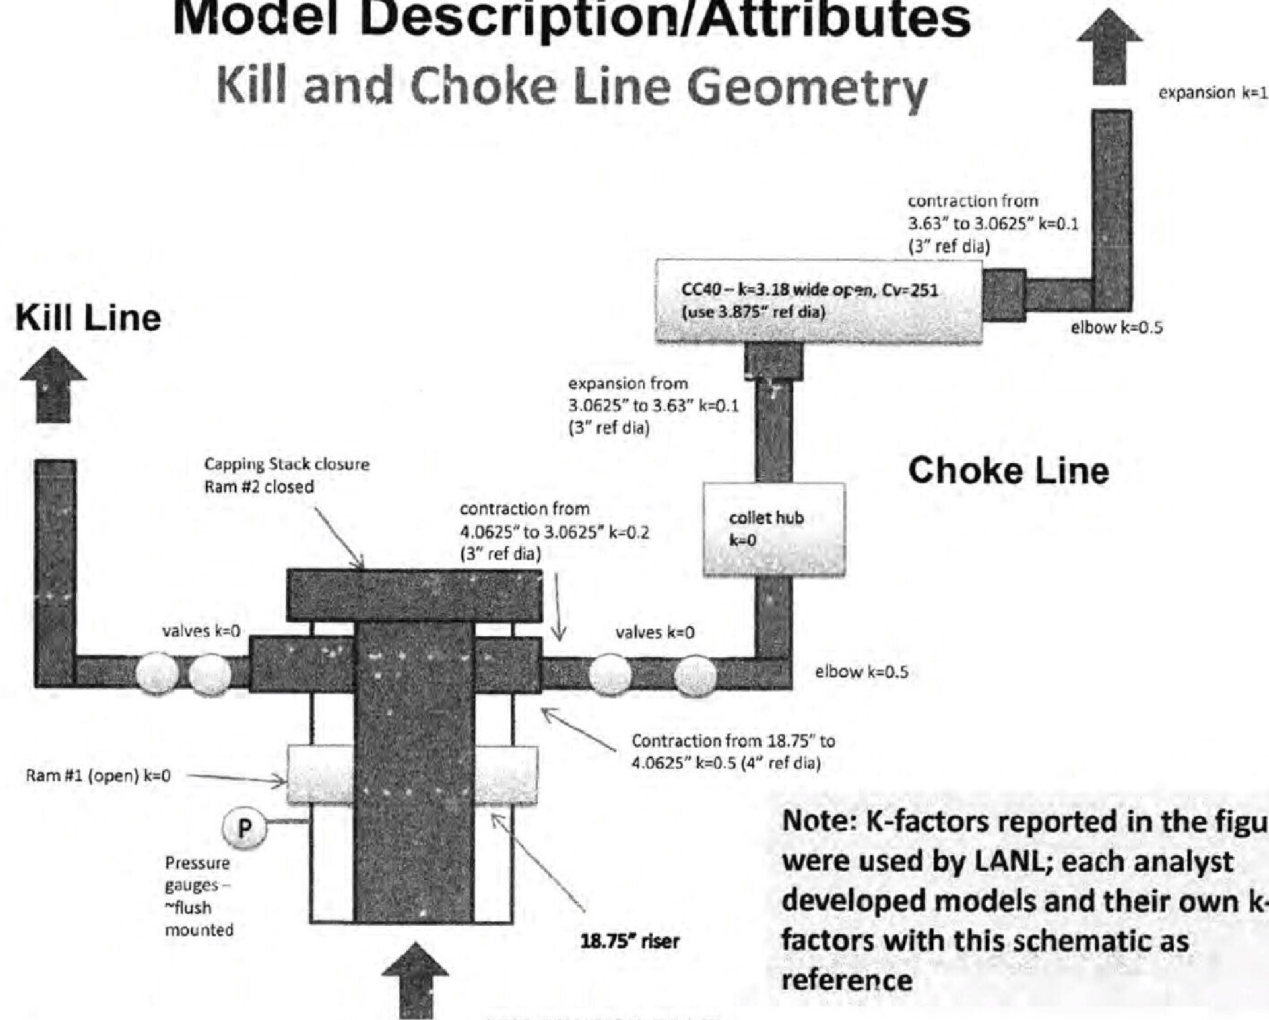 Model Description/Attributes
Kill and Choke Line Geometry
expansion k=1
contraction from
3.63” to 3.0625” k=0.1
(3” ref dia)
CC40 – k=3.18 wide open, Cv=251
(use 3.875” ref dia)
elbow k=0.5
Kill Line
expansion from
3.0625” to 3.63” k=0.1
(3” ref dia)
Choke Line
Capping Stack closure
Ram #2 closed
contraction from
4.0625” to 3.0625” k=0.2
(3” ref dia)
collet hub
k=0
valves k=0
valves k=0
elbow k=0.5
Contraction from 18.75” to
4.0625” k=0.5 (4” ref dia)
Ram #1 (open) k=0
P
Pressure
gauges –
~flush
mounted
18.75” riser
Note: K-factors reported in the figu
were used by LANL; each analyst
developed models and their own k-
factors with this schematic as
reference